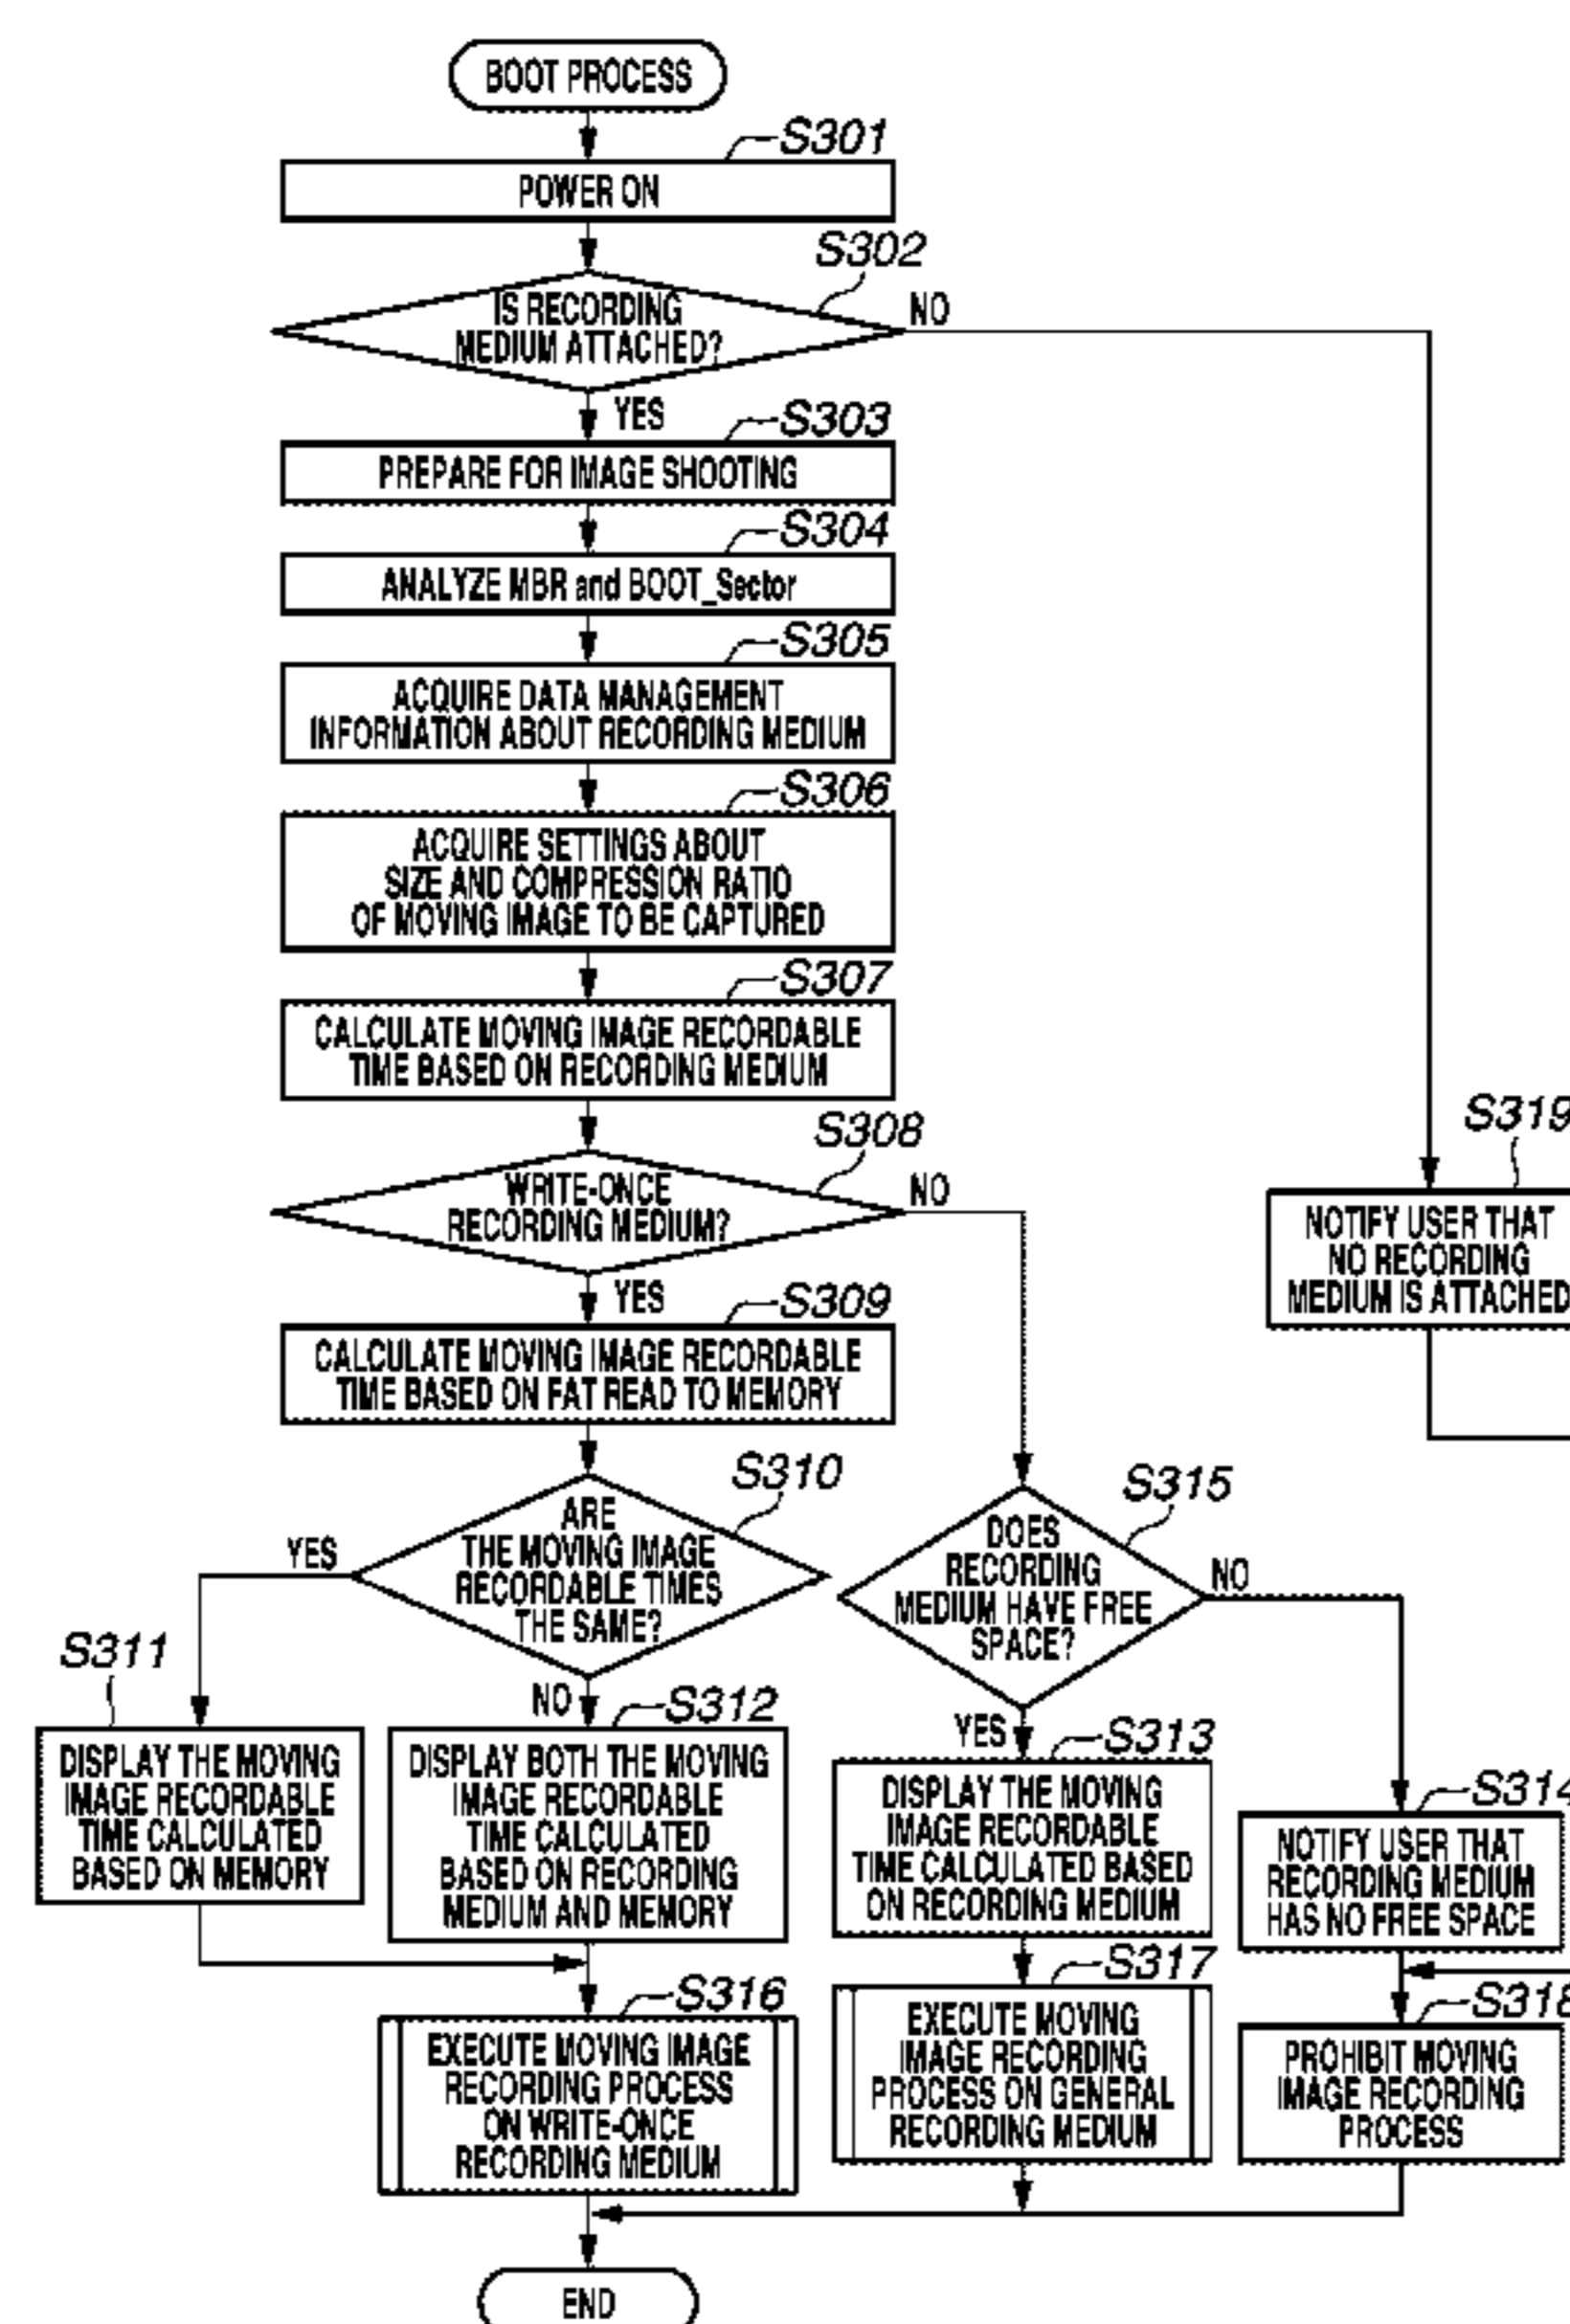 BOOT PROCESS
S301
POWER ON
S302
IS RECORDING
MEDIUM ATTACHED?
NO
YES
S303
PREPARE FOR IMAGE SHOOTING
S304
ANALYZE MBR and BOOT_Sector
S305
ACQUIRE DATA MANAGEMENT
INFORMATION ABOUT RECORDING MEDIUM
S306
ACQUIRE SETTINGS ABOUT
SIZE AND COMPRESSION RATIO
OF MOVING IMAGE TO BE CAPTURED
S307
CALCULATE MOVING IMAGE RECORDABLE
TIME BASED ON RECORDING MEDIUM
S308
WRITE-ONCE
RECORDING MEDIUM?
NO
YES
S319
NOTIFY USER THAT
NO RECORDING
MEDIUM IS ATTACHED
S309
CALCULATE MOVING IMAGE RECORDABLE
TIME BASED ON FAT READ TO MEMORY
S310
ARE
THE MOVING IMAGE
RECORDABLE TIMES
THE SAME?
YES
NO
S315
DOES
RECORDING
MEDIUM HAVE FREE
SPACE?
NO
YES
S311
DISPLAY THE MOVING
IMAGE RECORDABLE
TIME CALCULATED
BASED ON MEMORY
S312
DISPLAY BOTH THE MOVING
IMAGE RECORDABLE
TIME CALCULATED
BASED ON RECORDING
MEDIUM AND MEMORY
S313
DISPLAY THE MOVING
IMAGE RECORDABLE
TIME CALCULATED BASED
ON RECORDING MEDIUM
S314
NOTIFY USER THAT
RECORDING MEDIUM
HAS NO FREE SPACE
S316
EXECUTE MOVING IMAGE
RECORDING PROCESS
ON WRITE-ONCE
RECORDING MEDIUM
S317
EXECUTE MOVING
IMAGE RECORDING
PROCESS ON GENERAL
RECORDING MEDIUM
S318
PROHIBIT MOVING
IMAGE RECORDING
PROCESS
END